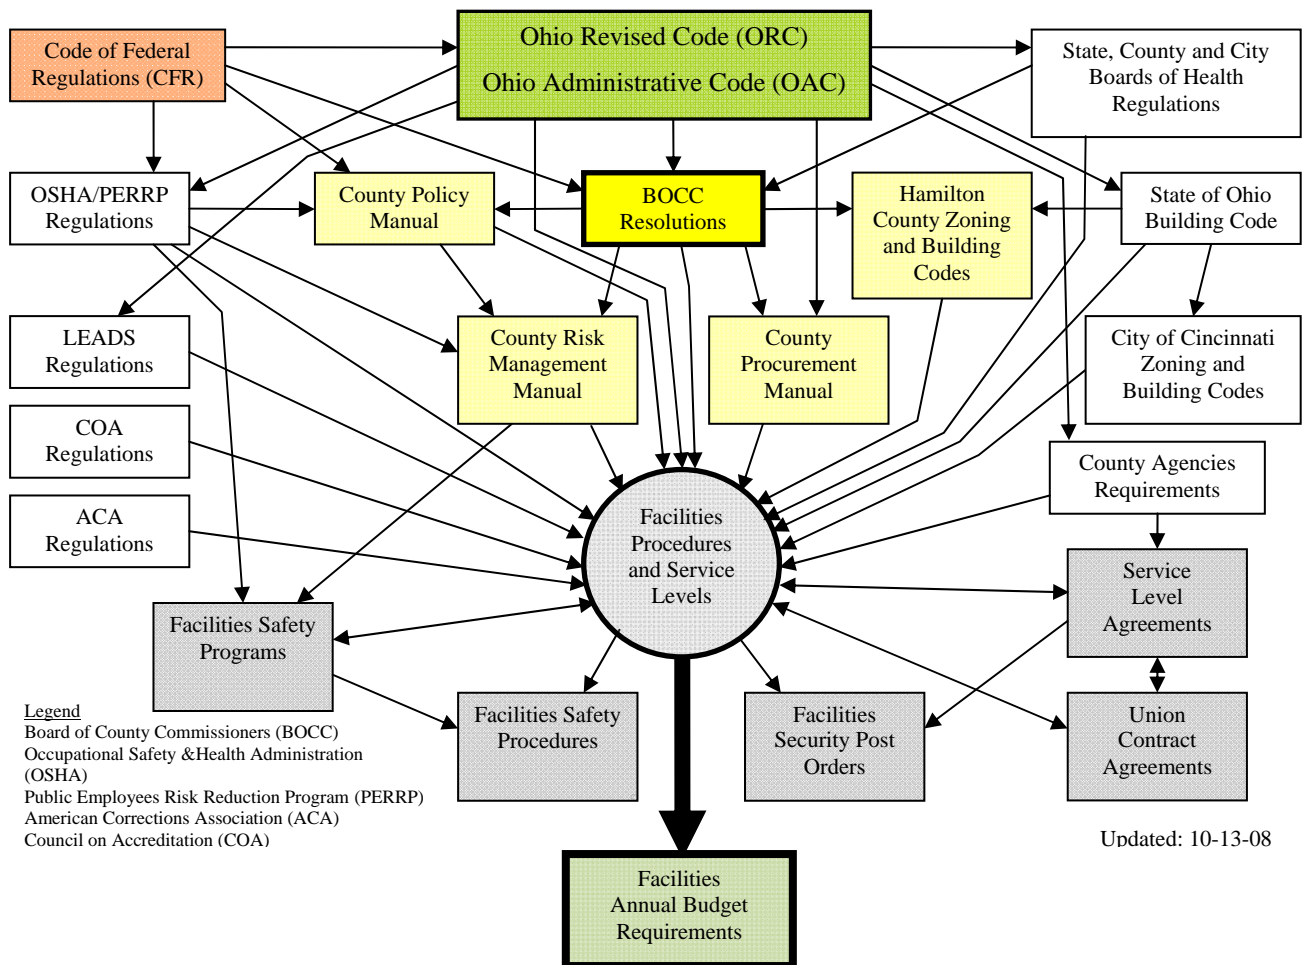 Code of Federal
Regulations (CFR)
Ohio Revised Code (ORC)
Ohio Administrative Code (OAC)
State, County and City
Boards of Health
Regulations
OSHA/PERRP
Regulations
County Policy
Manual
BOCC
Resolutions
Hamilton
County Zoning
and Building
Codes
State of Ohio
Building Code
LEADS
Regulations
County Risk
Management
Manual
County
Procurement
Manual
City of Cincinnati
Zoning and
Building Codes
COA
Regulations
County Agencies
Requirements
ACA
Regulations
Facilities
Procedures
and Service
Levels
Service
Level
Agreements
Facilities Safety
Programs
Facilities Safety
Procedures
Facilities
Security Post
Orders
Union
Contract
Agreements
Legend
Board of County Commissioners (BOCC)
Occupational Safety &Health Administration
(OSHA)
Public Employees Risk Reduction Program (PERRP)
American Corrections Association (ACA)
Council on Accreditation (COA)
Updated: 10-13-08
Facilities
Annual Budget
Requirements